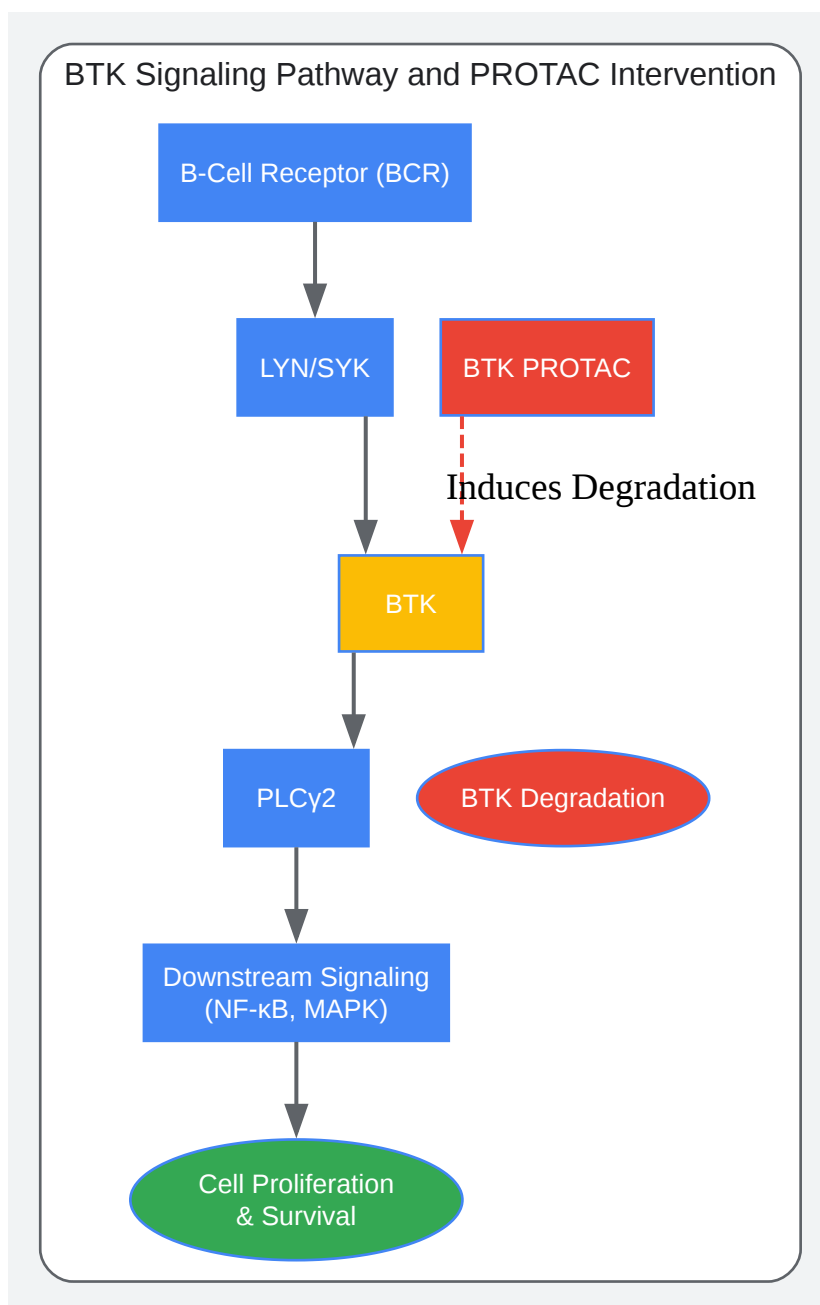 BTK Signaling Pathway and PROTAC Intervention
B-Cell Receptor (BCR)
LYN/SYK
BTK PROTAC
Induces Degradation
BTK
PLCγ2
BTK Degradation
Downstream Signaling
(NF-κB, MAPK)
Cell Proliferation
& Survival